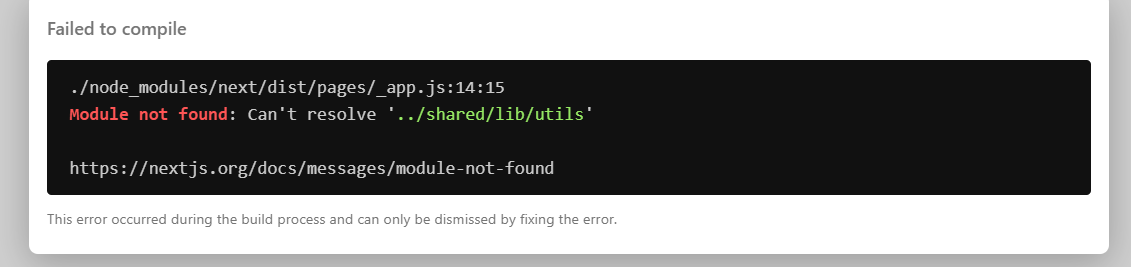 Failed to compile
./node_modules/next/dist/pages/_app.js:14:15
Module not found: Can't resolve '../shared/lib/utils'
https://nextjs.org/docs/messages/module-not-found
This error occurred during the build process and can only be dismissed by fixing the error.